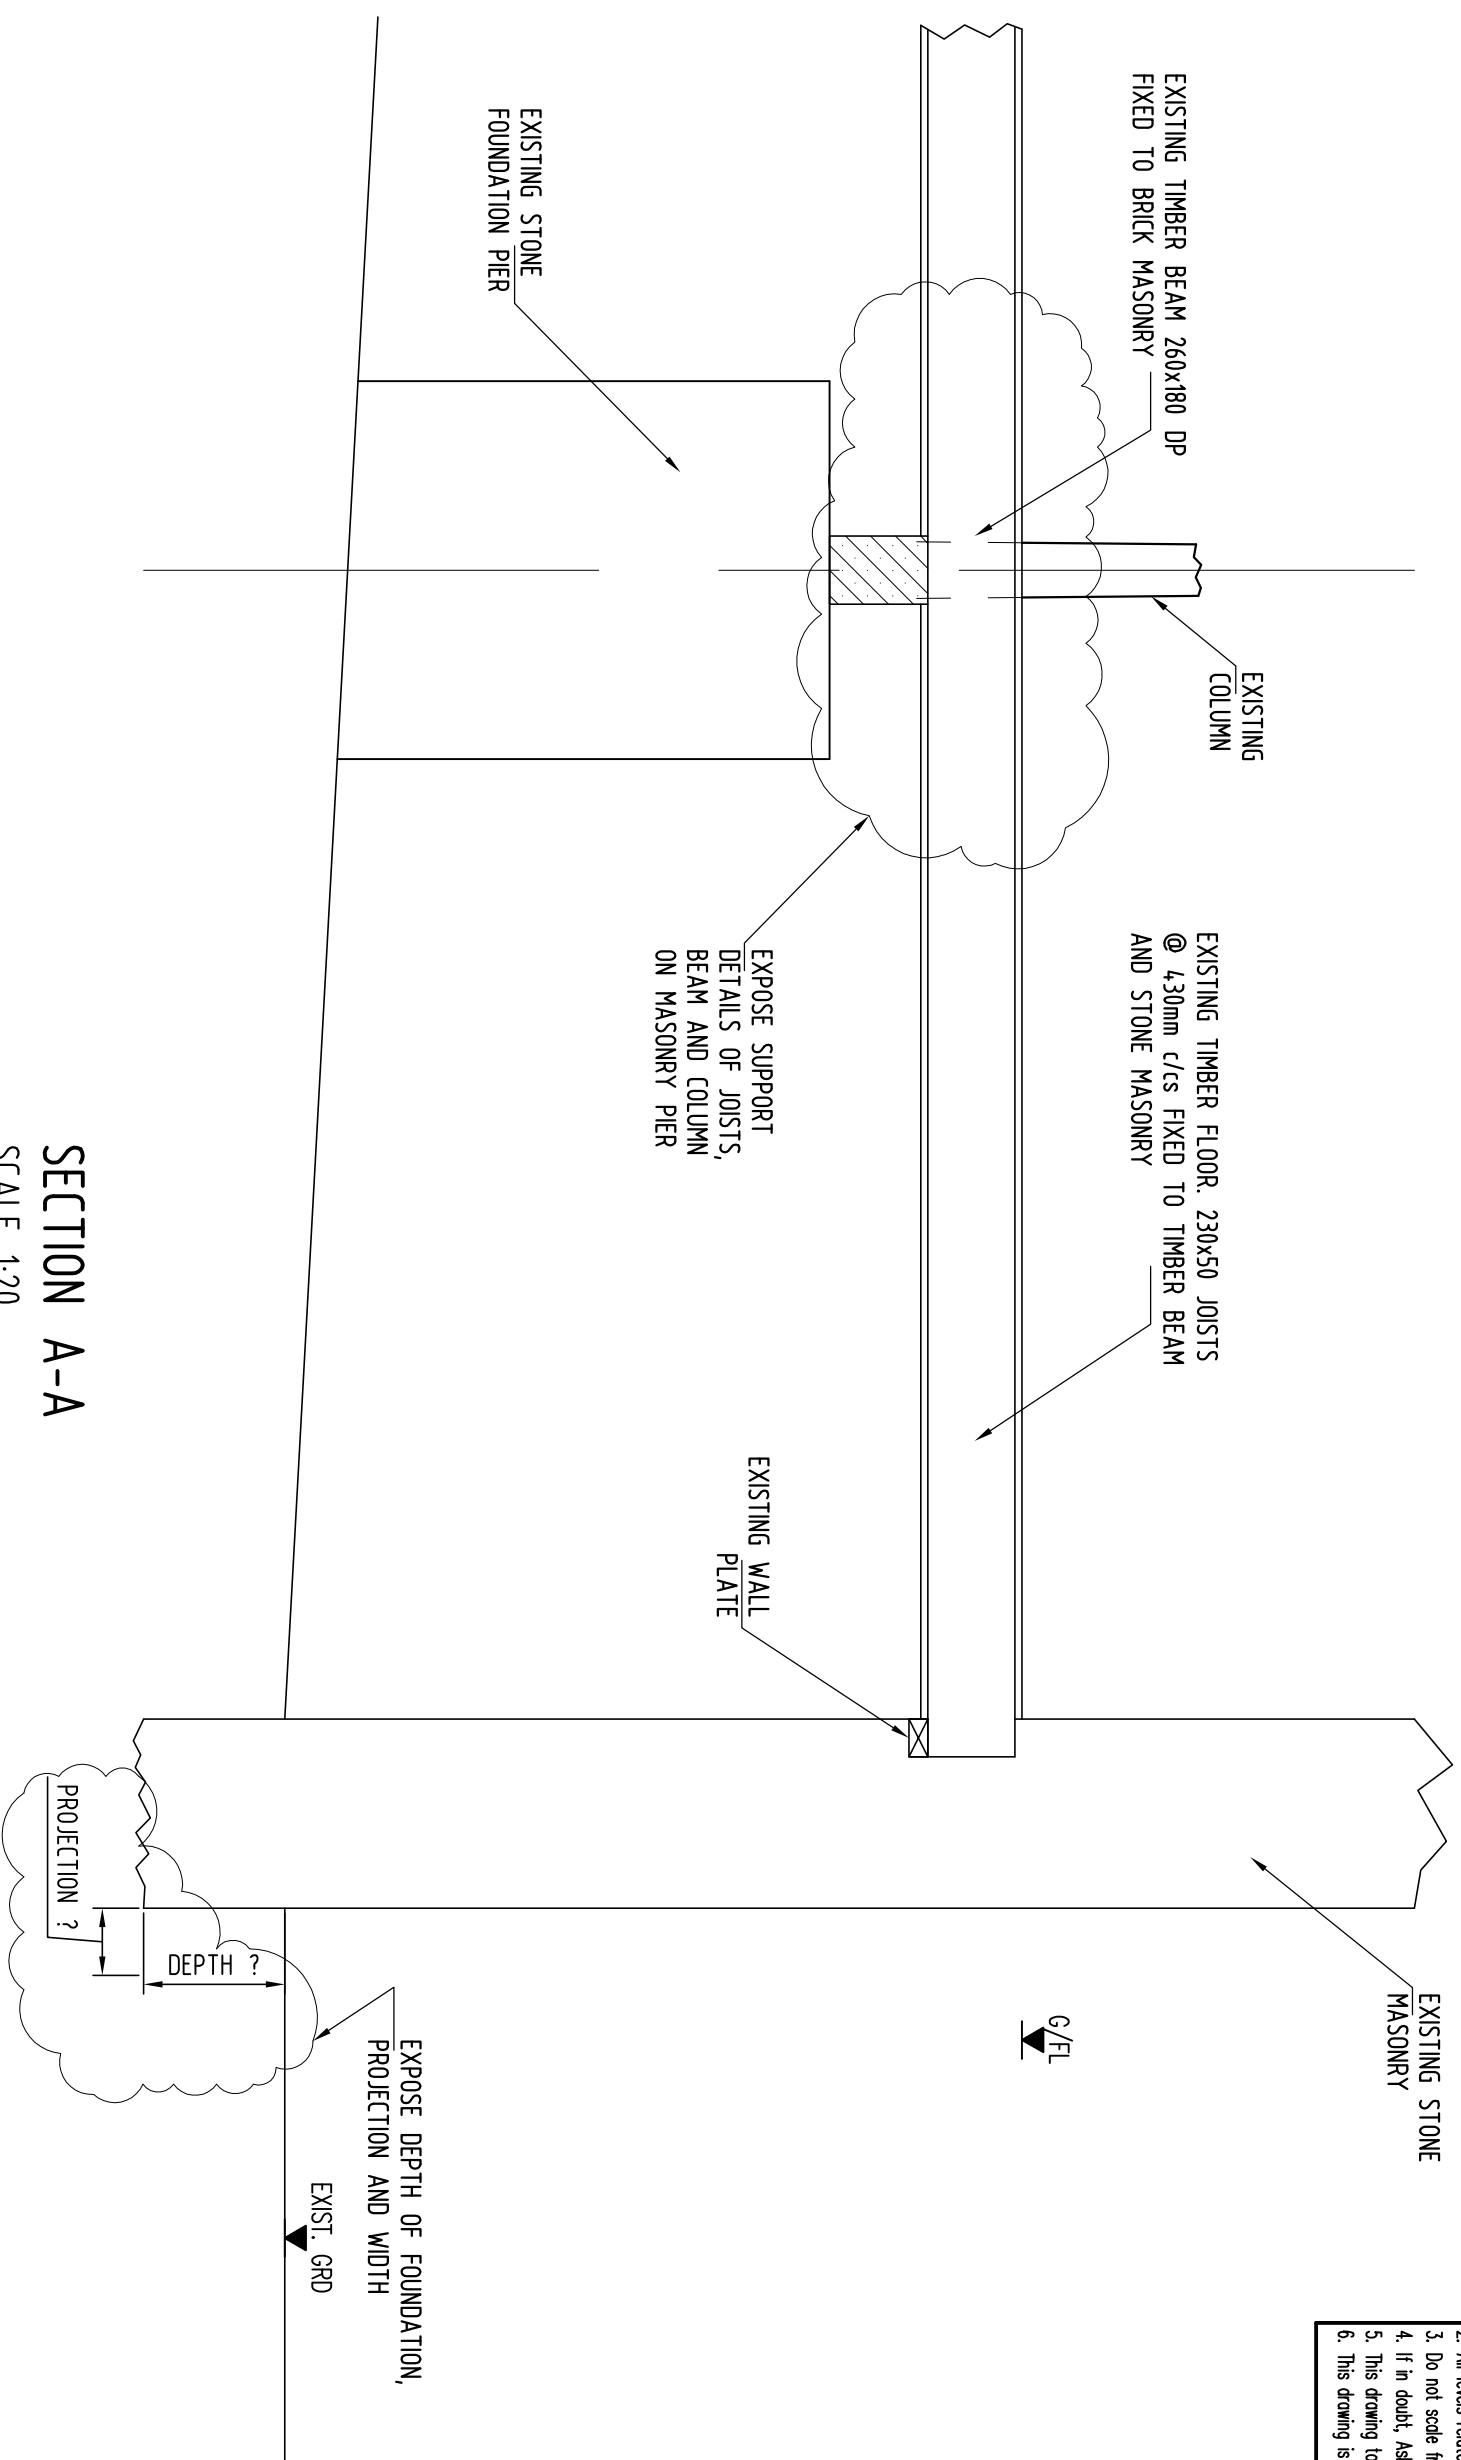 EXISTING TIMBER BEAM 260x180 DP
FIXED TO BRICK MASONRY
EXISTING
COLUMN
EXISTING TIMBER FLOOR. 230x50 JOISTS
@ 430mm c/cs FIXED TO TIMBER BEAM
AND STONE MASONRY
EXISTING STONE
MASONRY
G/FL
EXISTING STONE
FOUNDATION PIER
EXPOSE SUPPORT
DETAILS OF JOISTS,
BEAM AND COLUMN
ON MASONRY PIER
EXISTING WALL
PLATE
EXPOSE DEPTH OF FOUNDATION,
PROJECTION AND WIDTH
EXIST. GRD
DEPTH ?
PROJECTION ?
SECTION A-A
SCALE 1:20
3. Do not scale
4. If in doubt,
5. This drawing
6. This drawing is